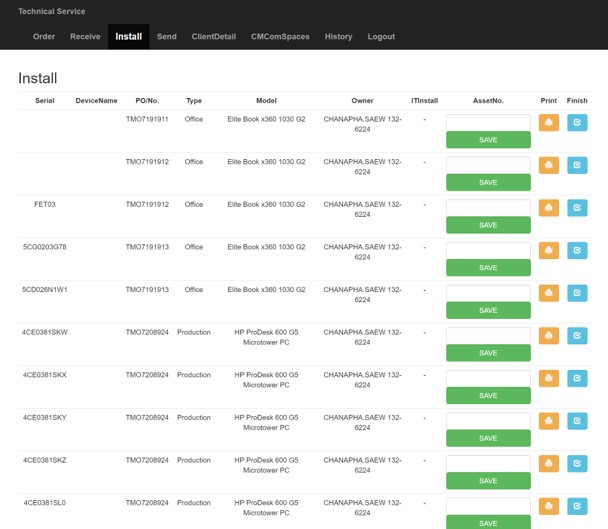 Technical Service
Order Receive Install Send ClientDetail CMComSpaces History Logout
Install
Serial DeviceName PO/No. Type Model Owner ITInstall AssetNo. Print Finish
TMO7191911 Office Elite Book x360 1030 G2 CHANAPHA.SAEW 132-
6224
-
SAVE
TMO7191912 Office Elite Book x360 1030 G2 CHANAPHA.SAEW 132-
6224
-
SAVE
FET03 TMO7191912 Office Elite Book x360 1030 G2 CHANAPHA.SAEW 132-
6224
-
SAVE
5CG0203G78 TMO7191913 Office Elite Book x360 1030 G2 CHANAPHA.SAEW 132-
6224
-
SAVE
5CD026N1W1 TMO7191913 Office Elite Book x360 1030 G2 CHANAPHA.SAEW 132-
6224
-
SAVE
4CE0381SKW TMO7208924 Production HP ProDesk 600 G5 CHANAPHA.SAEW 132-
Microtower PC 6224
-
SAVE
4CE0381SKX TMO7208924 Production HP ProDesk 600 G5 CHANAPHA.SAEW 132-
Microtower PC 6224
-
SAVE
4CE0381SKY TMO7208924 Production HP ProDesk 600 G5 CHANAPHA.SAEW 132-
Microtower PC 6224
-
SAVE
4CE0381SKZ TMO7208924 Production HP ProDesk 600 G5 CHANAPHA.SAEW 132-
Microtower PC 6224
-
SAVE
4CE0381SL0 TMO7208924 Production HP ProDesk 600 G5 CHANAPHA.SAEW 132-
Microtower PC 6224
-
SAVE